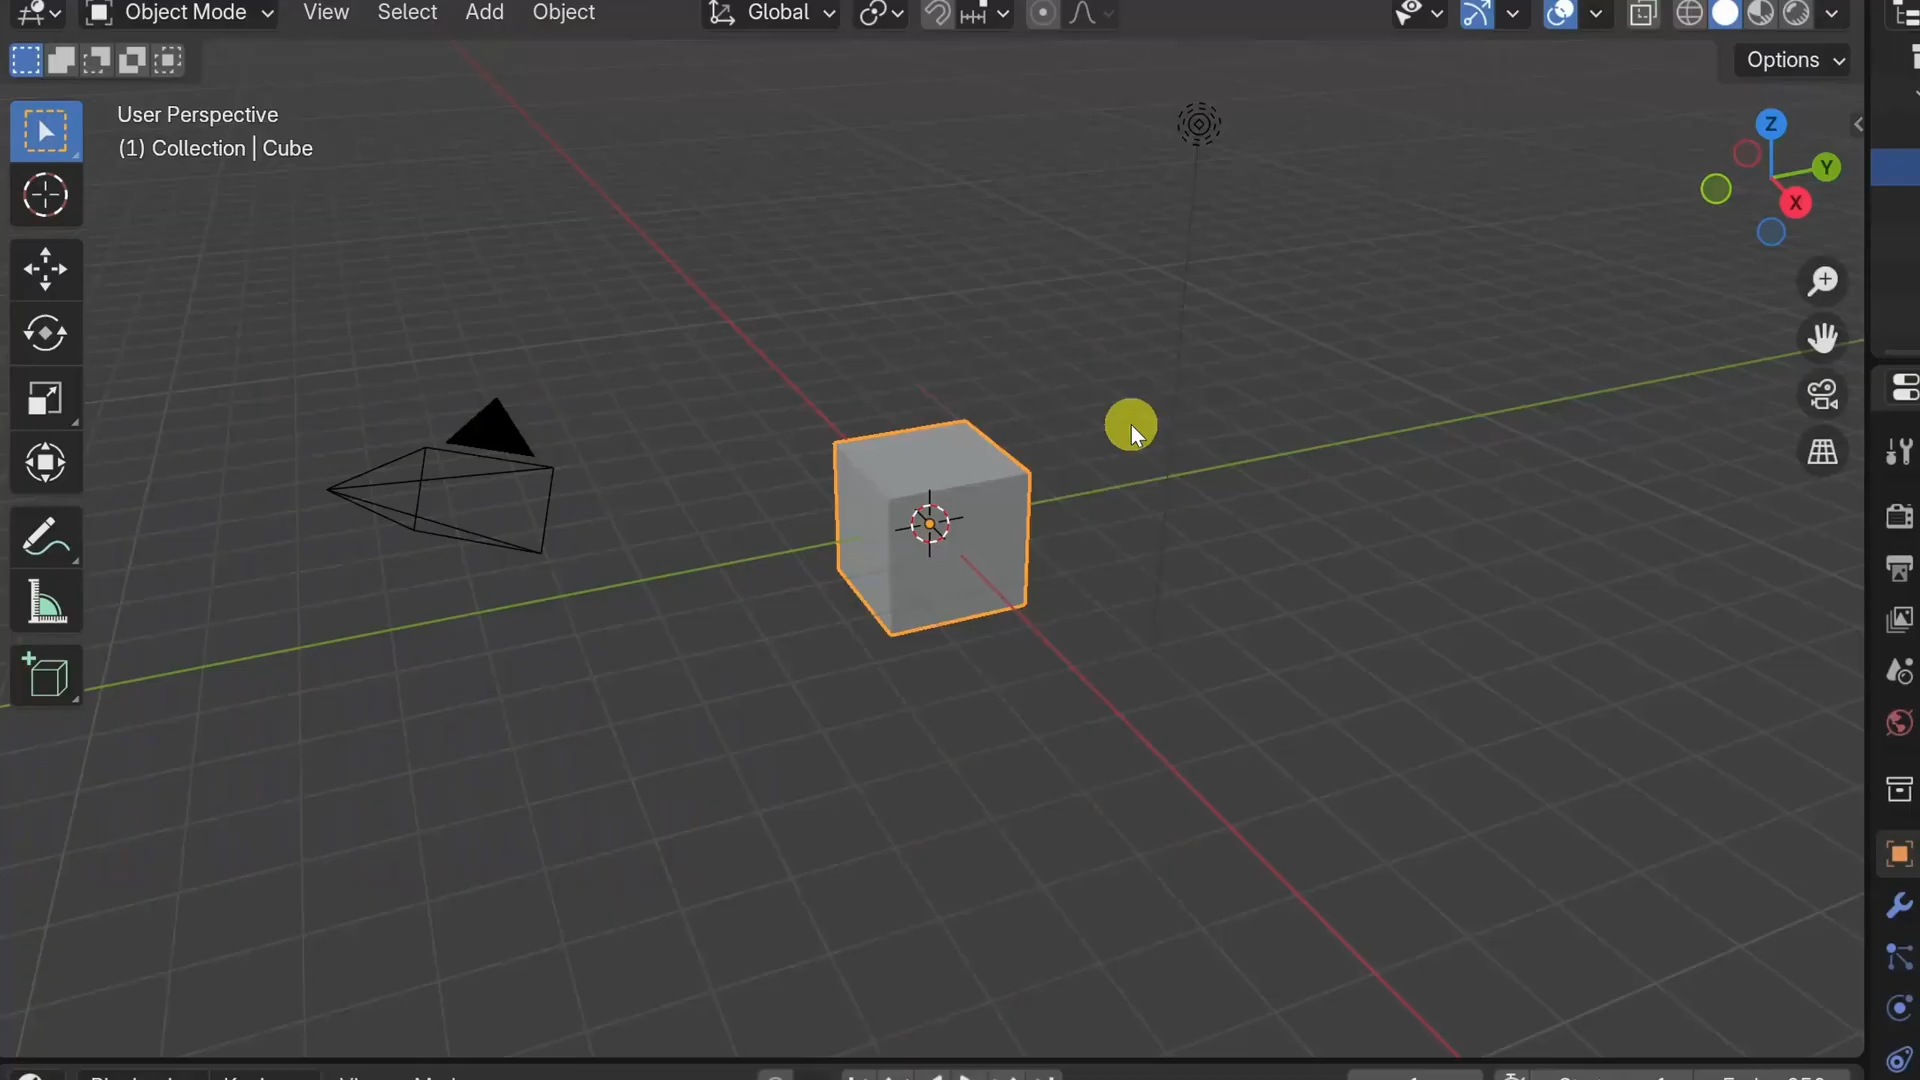 Object Mode View Select Add Object Global
Options
User Perspective
(1) Collection | Cube
Z
Y
X